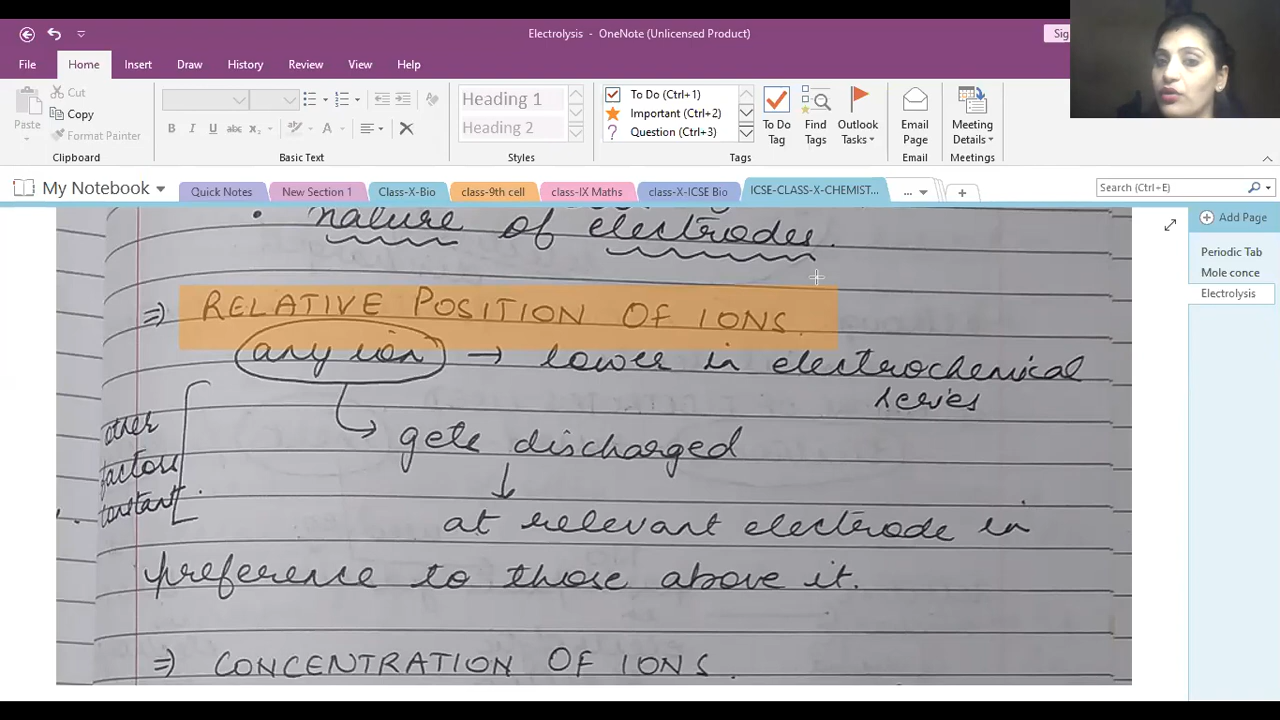 Electrolysis - OneNote (Unlicensed Product)
Sig
File Home Insert Draw History Review View Help
Cut
Copy
Format Painter
Paste
Clipboard
B I U abc x₂ A
Basic Text
Heading 1
Heading 2
Styles
To Do (Ctrl+1)
Important (Ctrl+2)
? Question (Ctrl+3)
To Do Tag
Find Tags
Outlook Tasks
Tags
Email Page
Email
Meeting Details
Meetings
My Notebook
Quick Notes
New Section 1
Class-X-Bio
class-9th cell
class-IX Maths
class-X-ICSE Bio
ICSE-CLASS-X-CHEMIST...
...
Search (Ctrl+E)
Add Page
Periodic Tab
Mole conce
Electrolysis
• nature of electrodes.
⇒ RELATIVE POSITION OF IONS.
any ion → lower in electrochemical
series
gets discharged
↓
at relevant electrode in
preference to those above it.
other
factors
constant
⇒ CONCENTRATION OF IONS.